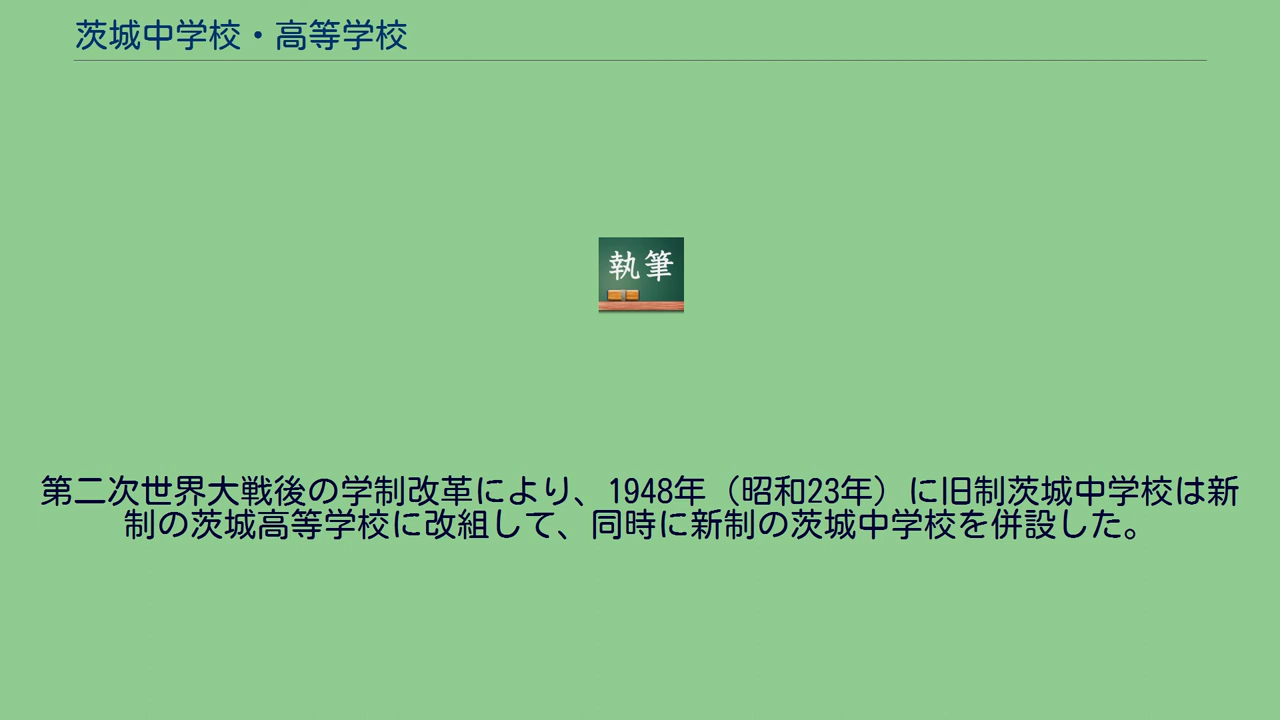 茨城中学校・高等学校
執筆
第二次世界大戦後の学制改革により、1948年（昭和23年）に旧制茨城中学校は新
制の茨城高等学校に改組して、同時に新制の茨城中学校を併設した。